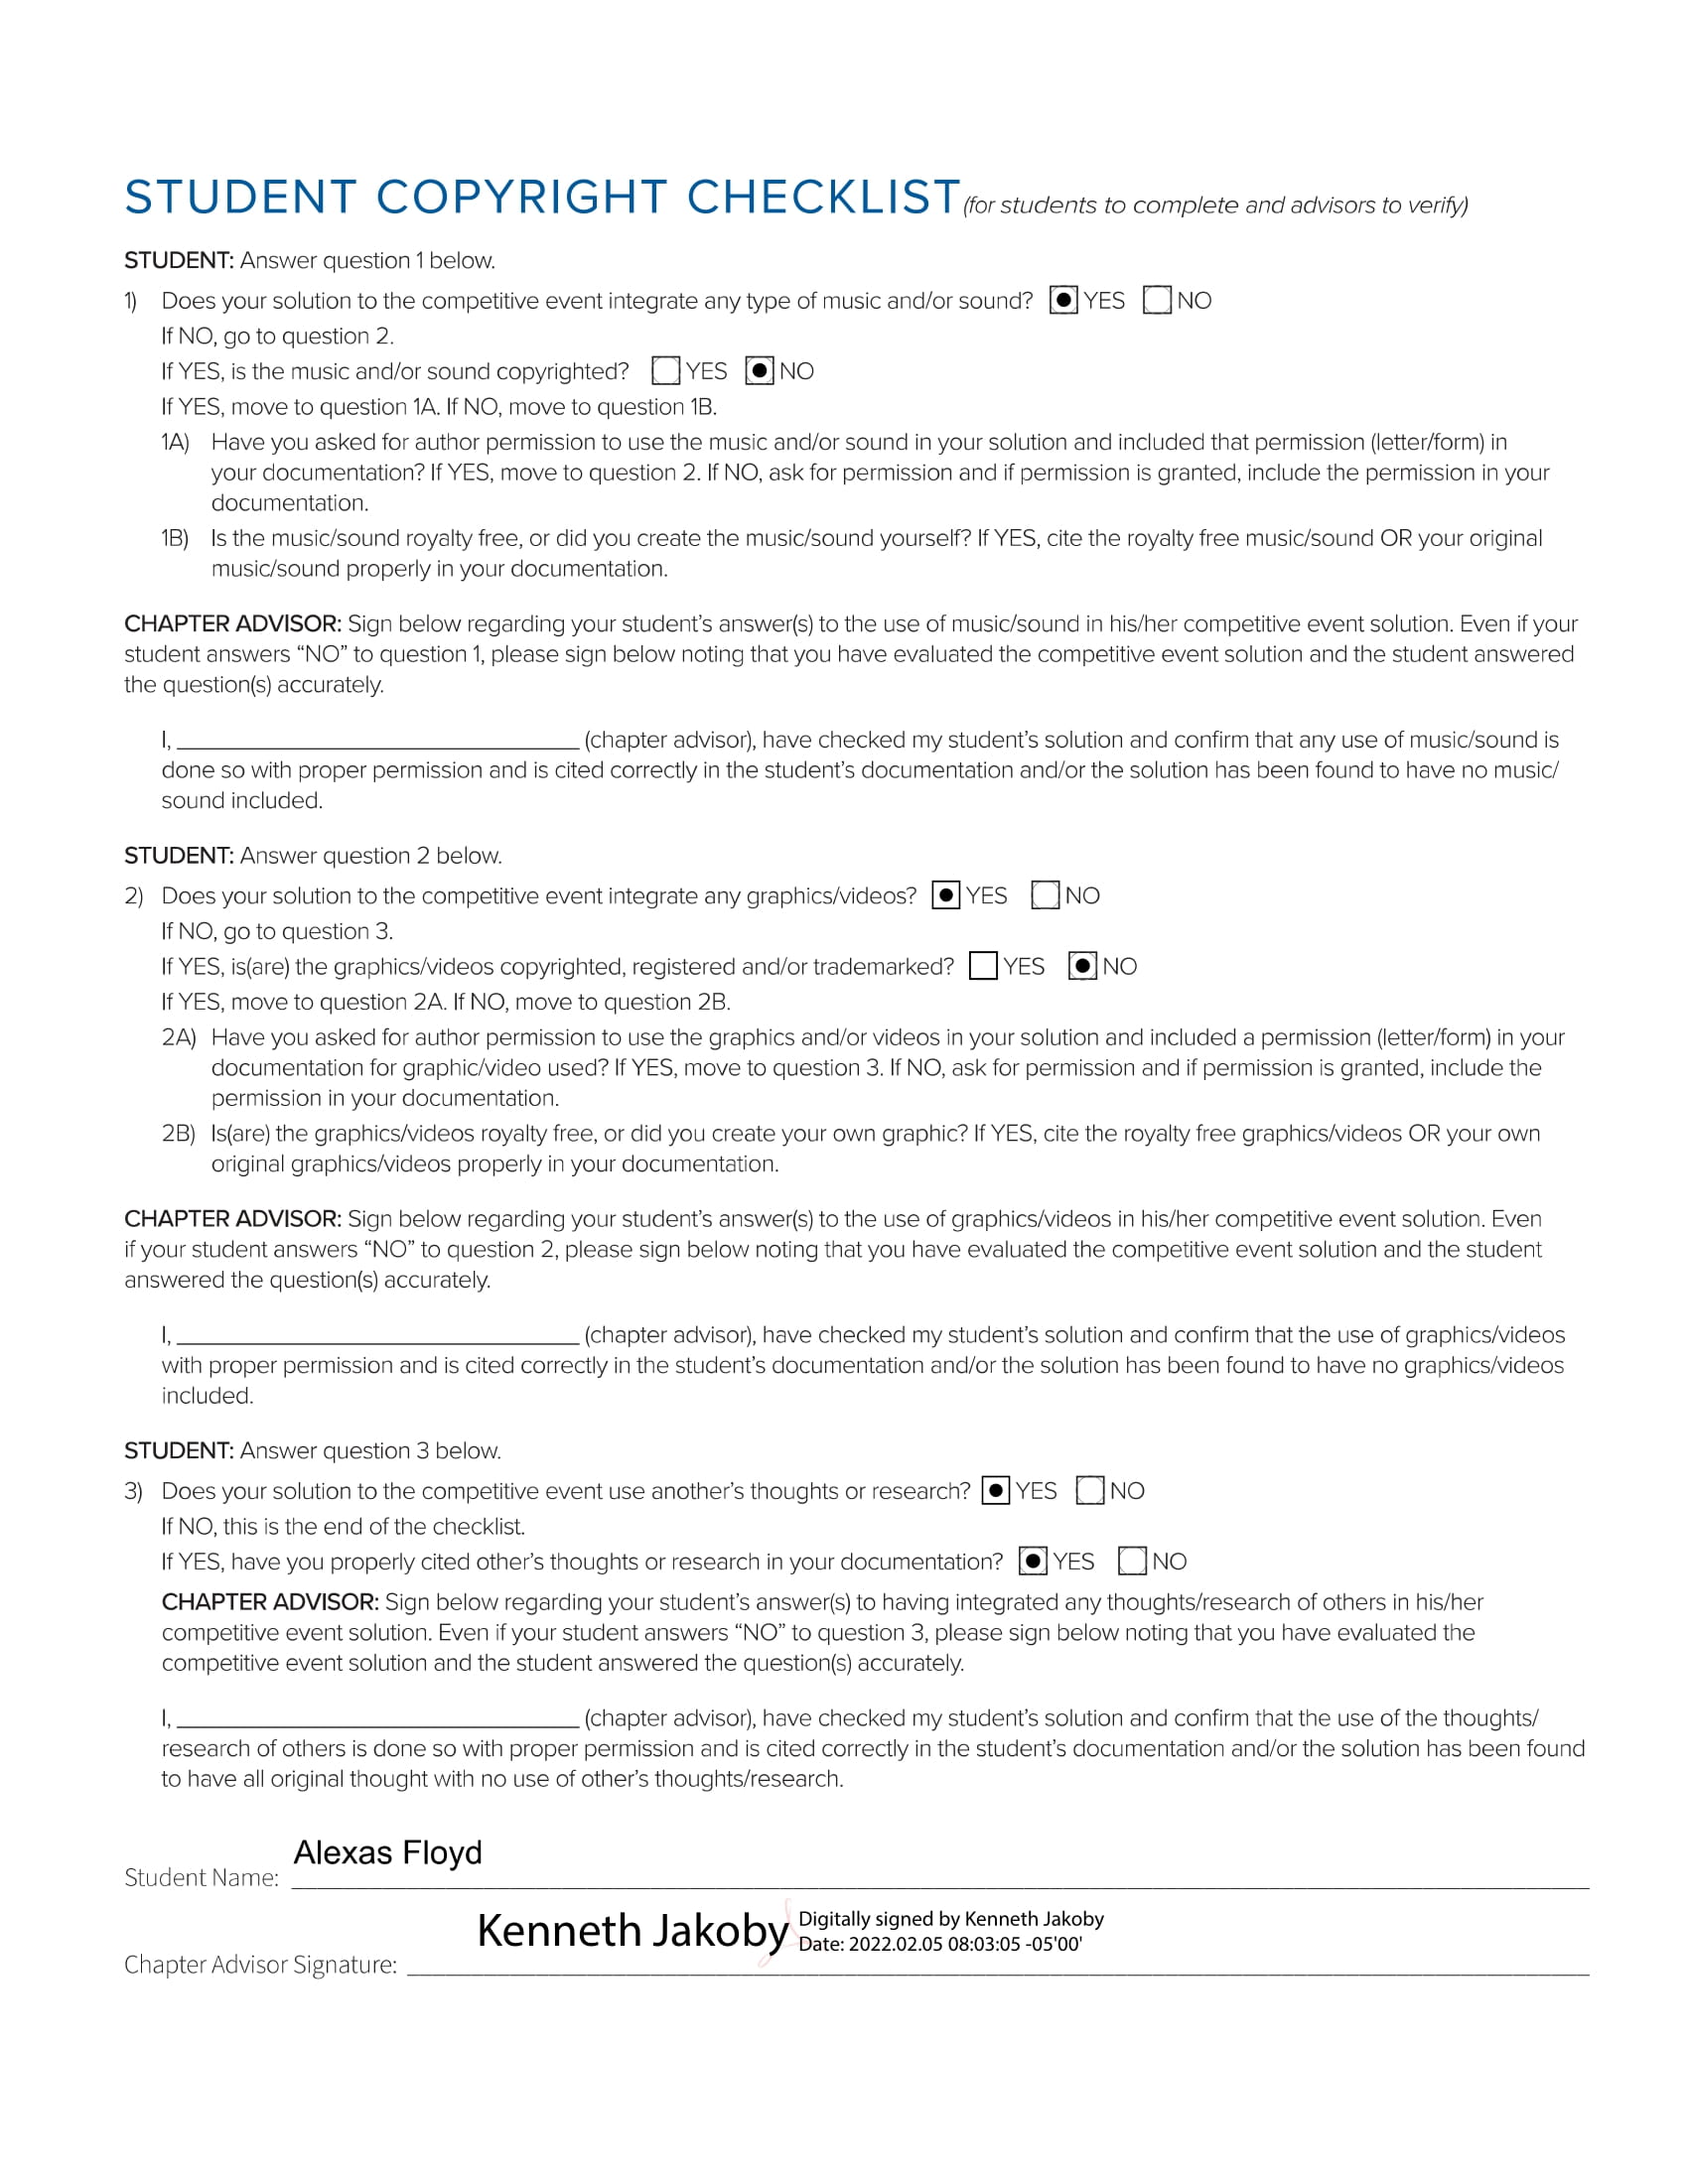 STUDENT COPYRIGHT CHECKLIST (for students to complete and advisors to verify)
STUDENT: Answer question 1 below.
1) Does your solution to the competitive event integrate any type of music and/or sound? YES NO
If NO, go to question 2.
If YES, is the music and/or sound copyrighted? YES NO
If YES, move to question 1A. If NO, move to question 1B.
1A) Have you asked for author permission to use the music and/or sound in your solution and included that permission (letter/form) in
your documentation? If YES, move to question 2. If NO, ask for permission and if permission is granted, include the permission in your
documentation.
1B) Is the music/sound royalty free, or did you create the music/sound yourself? If YES, cite the royalty free music/sound OR your original
music/sound properly in your documentation.
CHAPTER ADVISOR: Sign below regarding your student’s answer(s) to the use of music/sound in his/her competitive event solution. Even if your
student answers “NO” to question 1, please sign below noting that you have evaluated the competitive event solution and the student answered
the question(s) accurately.
I, ______________________________ (chapter advisor), have checked my student’s solution and confirm that any use of music/sound is
done so with proper permission and is cited correctly in the student’s documentation and/or the solution has been found to have no music/
sound included.
STUDENT: Answer question 2 below.
2) Does your solution to the competitive event integrate any graphics/videos? YES NO
If NO, go to question 3.
If YES, is(are) the graphics/videos copyrighted, registered and/or trademarked? YES NO
If YES, move to question 2A. If NO, move to question 2B.
2A) Have you asked for author permission to use the graphics and/or videos in your solution and included a permission (letter/form) in your
documentation for graphic/video used? If YES, move to question 3. If NO, ask for permission and if permission is granted, include the
permission in your documentation.
2B) Is(are) the graphics/videos royalty free, or did you create your own graphic? If YES, cite the royalty free graphics/videos OR your own
original graphics/videos properly in your documentation.
CHAPTER ADVISOR: Sign below regarding your student’s answer(s) to the use of graphics/videos in his/her competitive event solution. Even
if your student answers “NO” to question 2, please sign below noting that you have evaluated the competitive event solution and the student
answered the question(s) accurately.
I, ______________________________ (chapter advisor), have checked my student’s solution and confirm that the use of graphics/videos
with proper permission and is cited correctly in the student’s documentation and/or the solution has been found to have no graphics/videos
included.
STUDENT: Answer question 3 below.
3) Does your solution to the competitive event use another’s thoughts or research? YES NO
If NO, this is the end of the checklist.
If YES, have you properly cited other’s thoughts or research in your documentation? YES NO
CHAPTER ADVISOR: Sign below regarding your student’s answer(s) to having integrated any thoughts/research of others in his/her
competitive event solution. Even if your student answers “NO” to question 3, please sign below noting that you have evaluated the
competitive event solution and the student answered the question(s) accurately.
I, ______________________________ (chapter advisor), have checked my student’s solution and confirm that the use of the thoughts/
research of others is done so with proper permission and is cited correctly in the student’s documentation and/or the solution has been found
to have all original thought with no use of other’s thoughts/research.
Student Name: Alexas Floyd
Chapter Advisor Signature: Kenneth Jakoby
Digitally signed by Kenneth Jakoby
Date: 2022.02.05 08:03:05 -05'00'